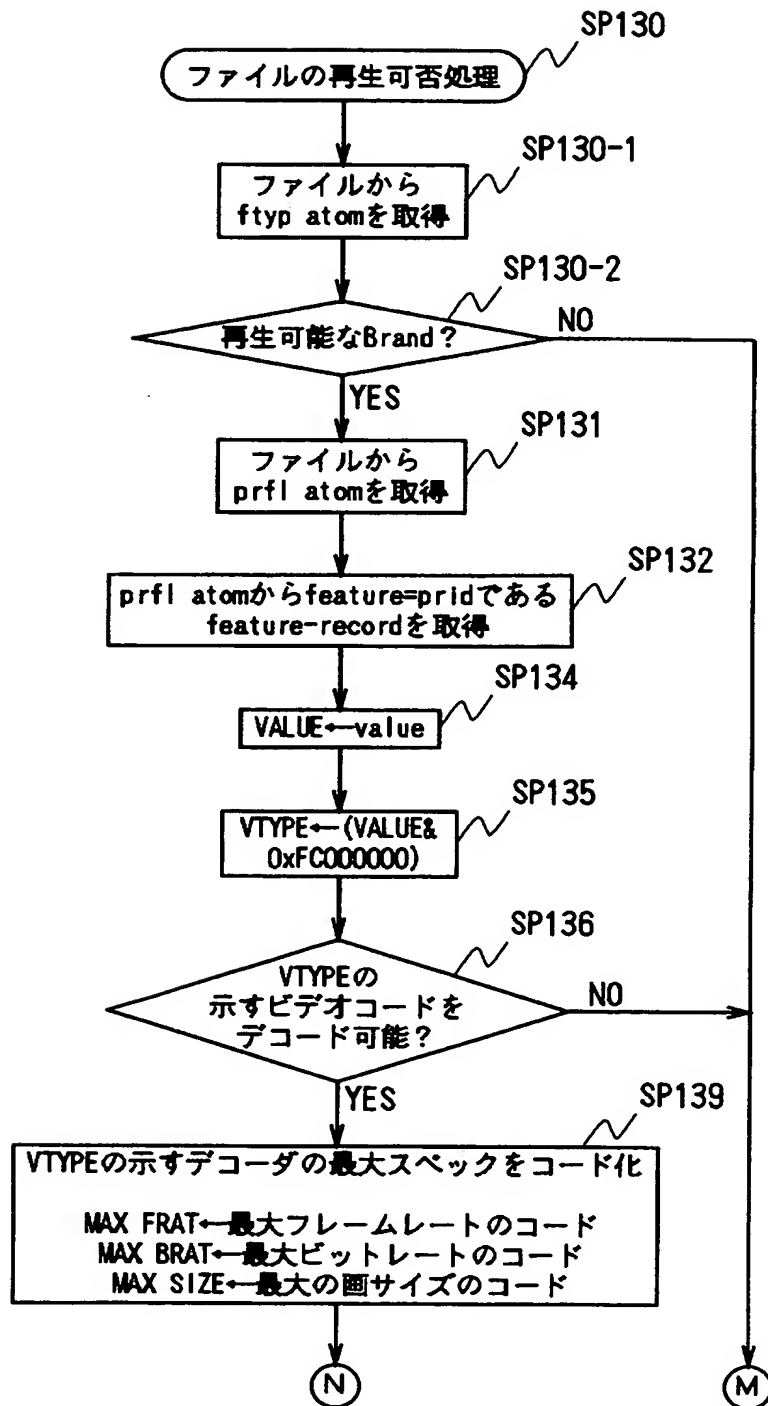 SP130
ファイルの再生可否処理
SP130-1
ファイルから
ftyp atomを取得
SP130-2
再生可能なBrand？
NO
YES
SP131
ファイルから
prfl atomを取得
SP132
prfl atomからfeature=pridである
feature-recordを取得
SP134
VALUE←value
SP135
VTYPE←(VALUE&
0xFC000000)
SP136
VTYPEの
示すビデオコードを
デコード可能？
NO
YES
SP139
VTYPEの示すデコーダの最大スペックをコード化
MAX FRAT←最大フレームレートのコード
MAX BRAT←最大ビットレートのコード
MAX SIZE←最大の画サイズのコード
N
M